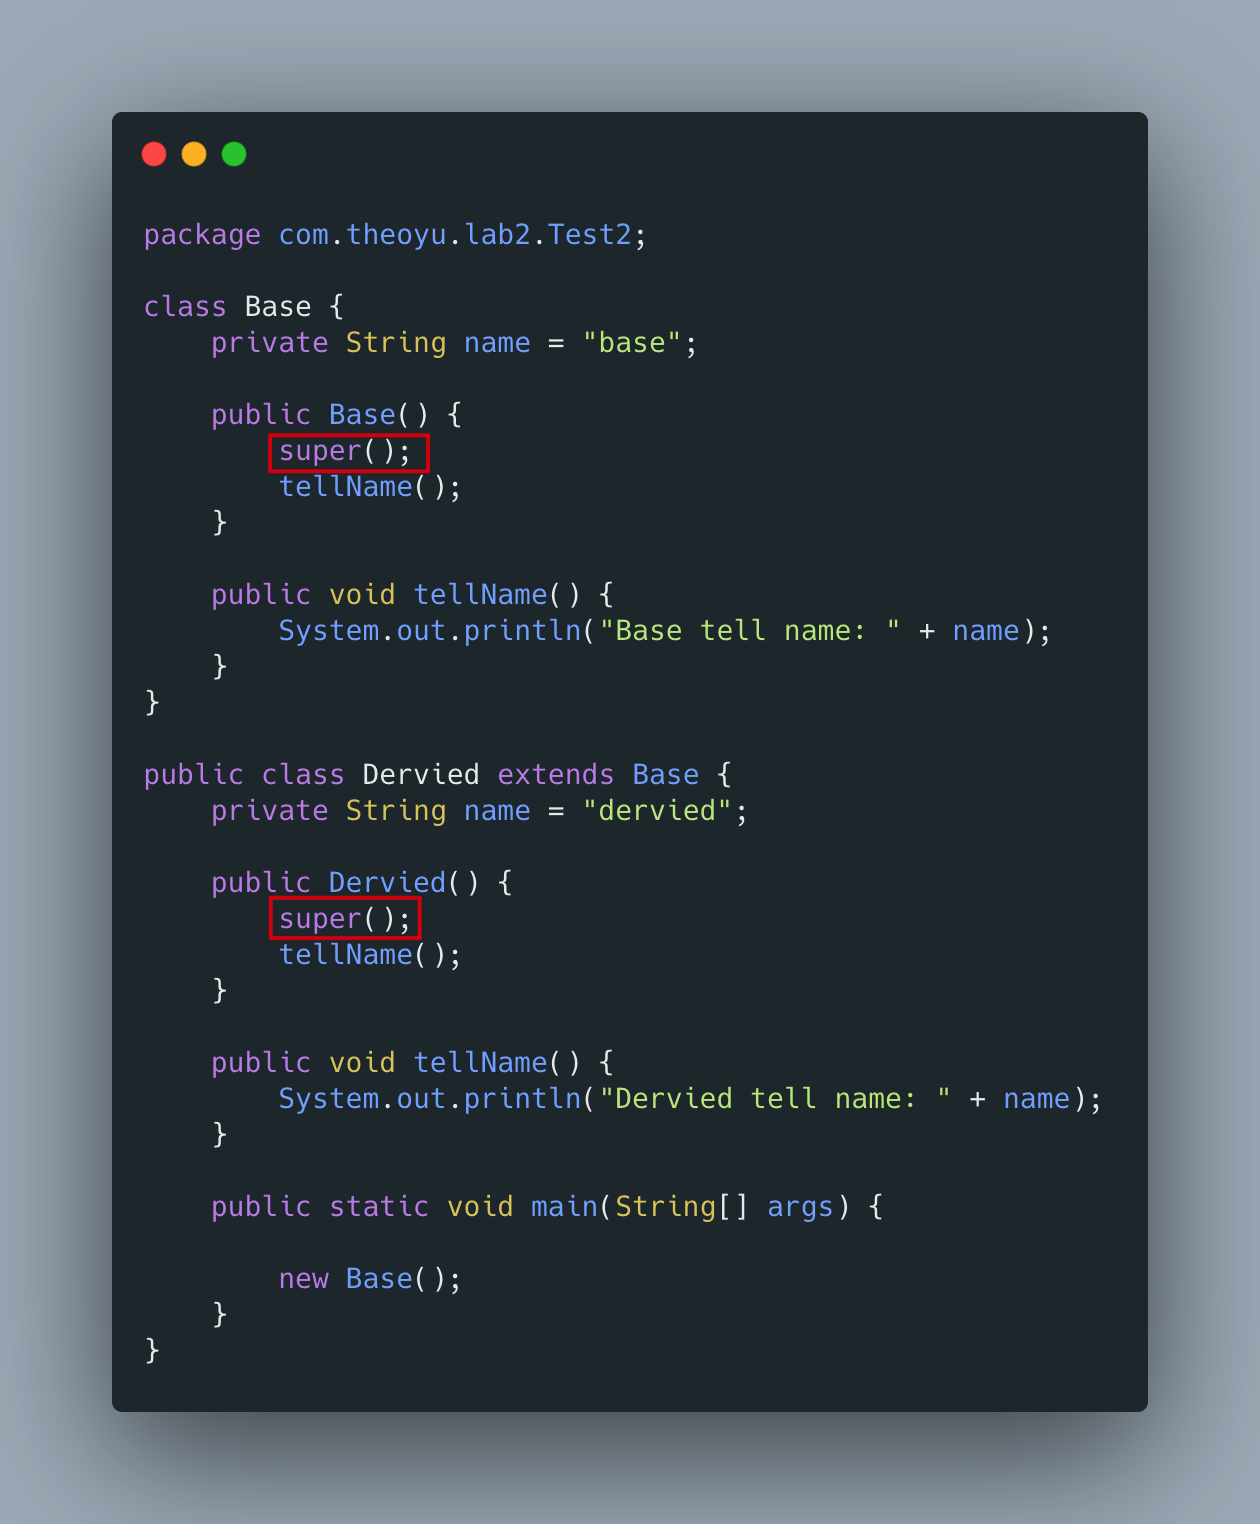 package com.theoyu.lab2.Test2;
class Base {
private String name = "base";
public Base() {
super();
tellName();
}
public void tellName() {
System.out.println("Base tell name: " + name);
}
}
public class Dervied extends Base {
private String name = "dervied";
public Dervied() {
super();
tellName();
}
public void tellName() {
System.out.println("Dervied tell name: " + name);
}
public static void main(String[] args) {
new Base();
}
}